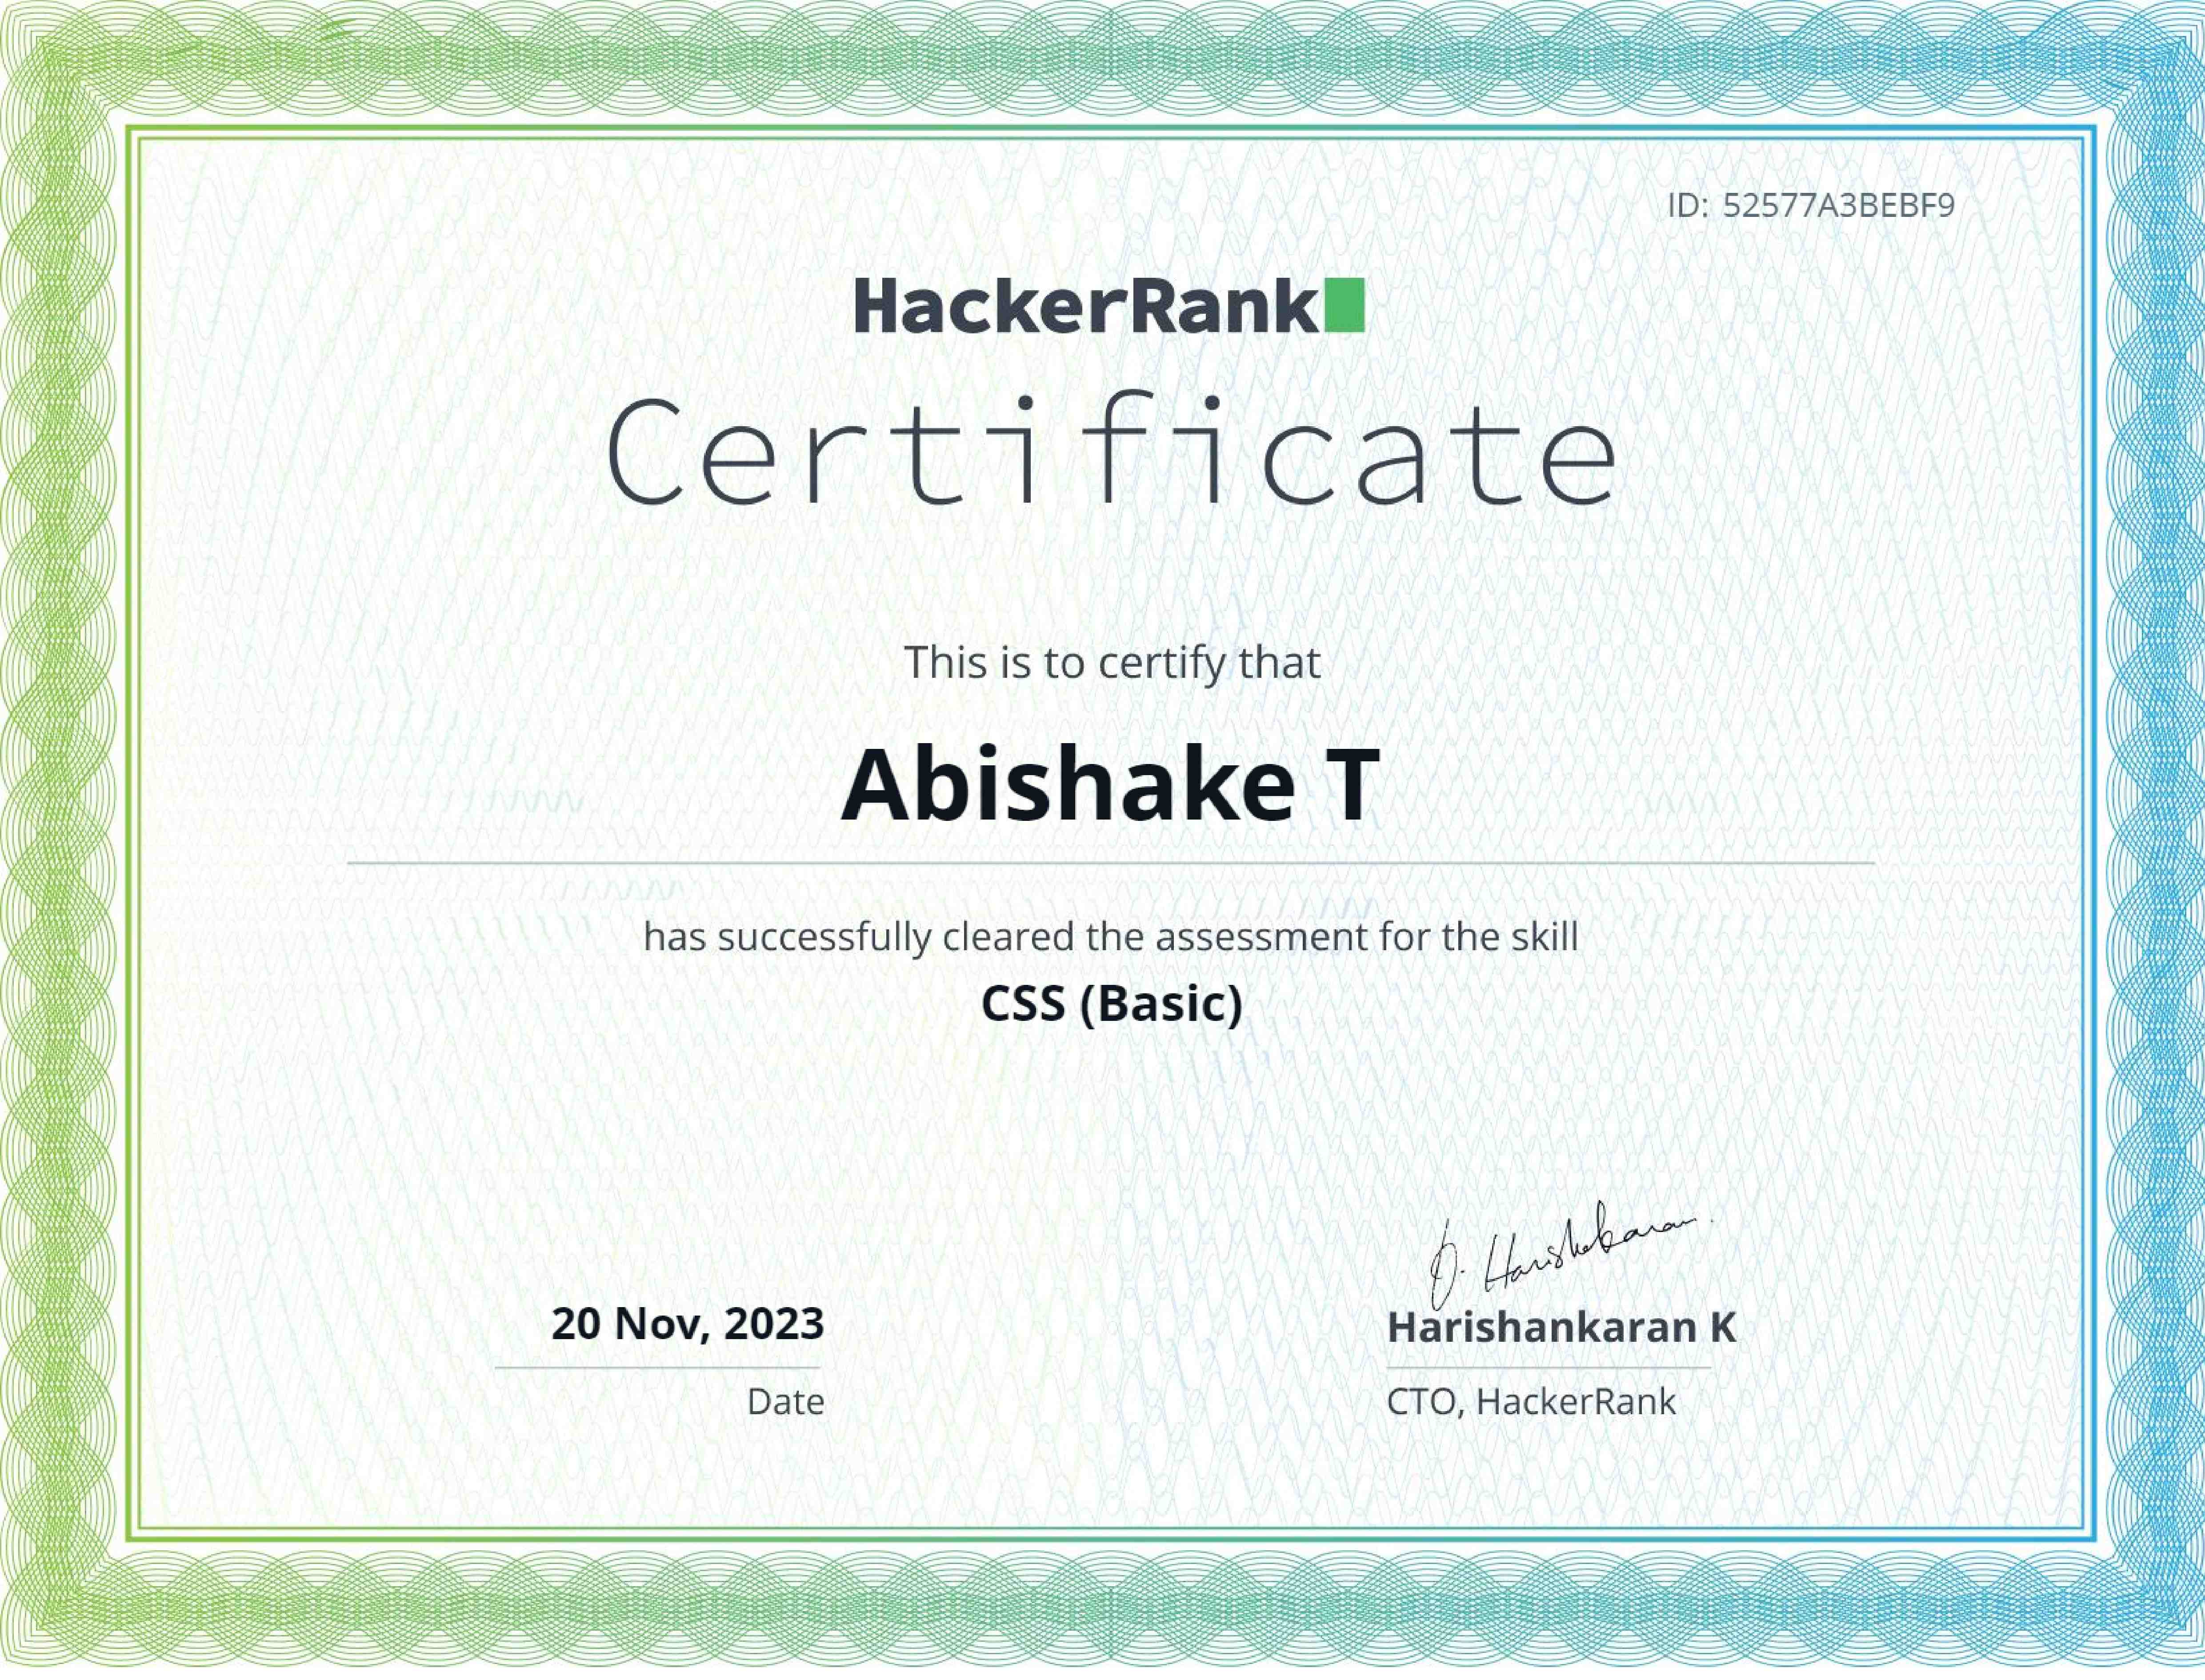 ID: 52577A3BEBF9
HackerRank
Certificate
This is to certify that
Abishake T
has successfully cleared the assessment for the skill
CSS (Basic)
20 Nov, 2023
Date
Harishankaran K
CTO, HackerRank